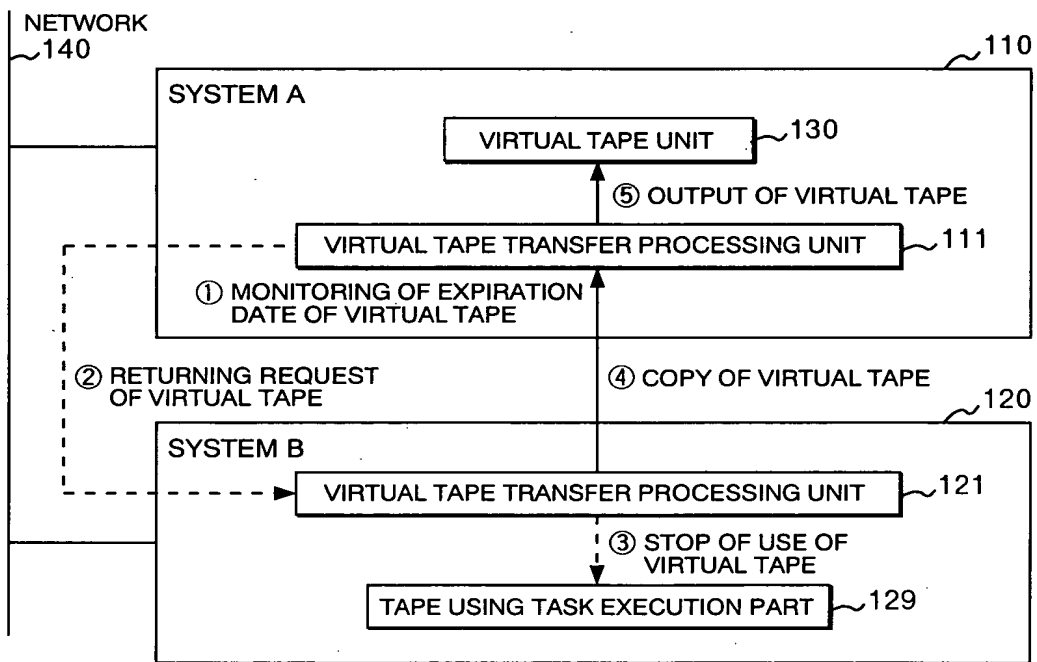 NETWORK
140
110
SYSTEM A
VIRTUAL TAPE UNIT
130
⑤ OUTPUT OF VIRTUAL TAPE
VIRTUAL TAPE TRANSFER PROCESSING UNIT
111
① MONITORING OF EXPIRATION
DATE OF VIRTUAL TAPE
② RETURNING REQUEST
OF VIRTUAL TAPE
④ COPY OF VIRTUAL TAPE
120
SYSTEM B
VIRTUAL TAPE TRANSFER PROCESSING UNIT
121
③ STOP OF USE OF
VIRTUAL TAPE
TAPE USING TASK EXECUTION PART
129